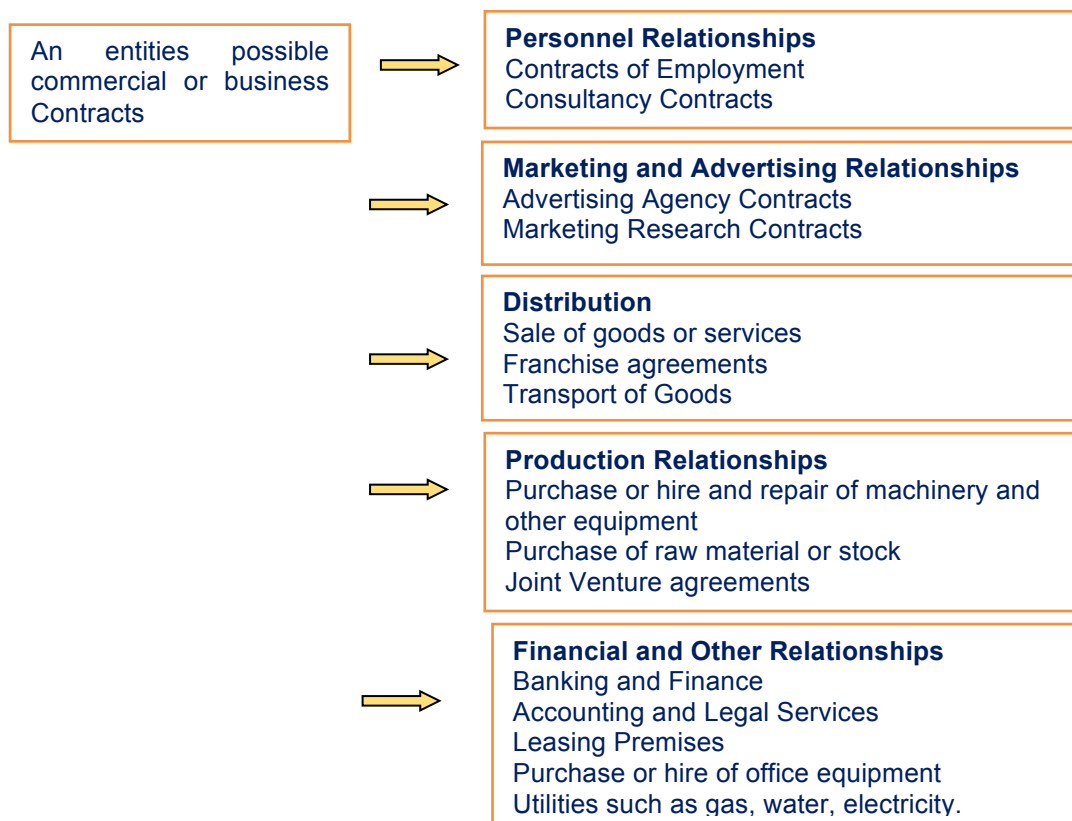 An entities possible
commercial or business
Contracts
Personnel Relationships
Contracts of Employment
Consultancy Contracts
Marketing and Advertising Relationships
Advertising Agency Contracts
Marketing Research Contracts
Distribution
Sale of goods or services
Franchise agreements
Transport of Goods
Production Relationships
Purchase or hire and repair of machinery and
other equipment
Purchase of raw material or stock
Joint Venture agreements
Financial and Other Relationships
Banking and Finance
Accounting and Legal Services
Leasing Premises
Purchase or hire of office equipment
Utilities such as gas, water, electricity.